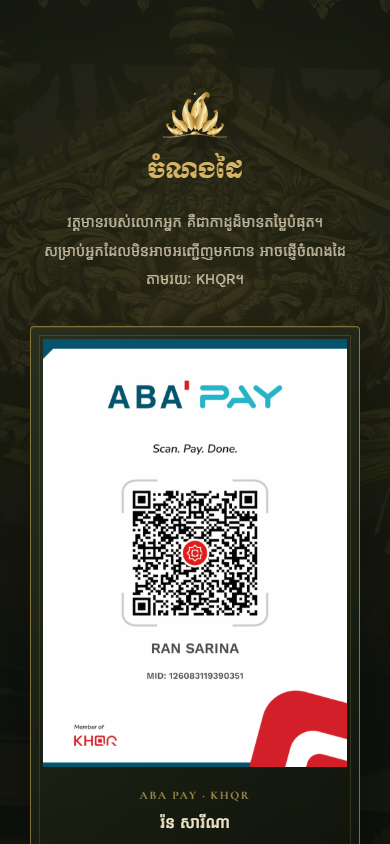 ចំណងដៃ
វត្តមានរបស់លោកអ្នក គឺជាកាដូដ៏មានតម្លៃបំផុត។
សម្រាប់អ្នកដែលមិនអាចអញ្ជើញមកបាន អាចផ្ញើចំណងដៃ
តាមរយៈ KHQR។
ABA' PAY
Scan. Pay. Done.
RAN SARINA
MID: 126083119390351
Member of
KHQR
ABA PAY · KHQR
រ៉ន សារីណា